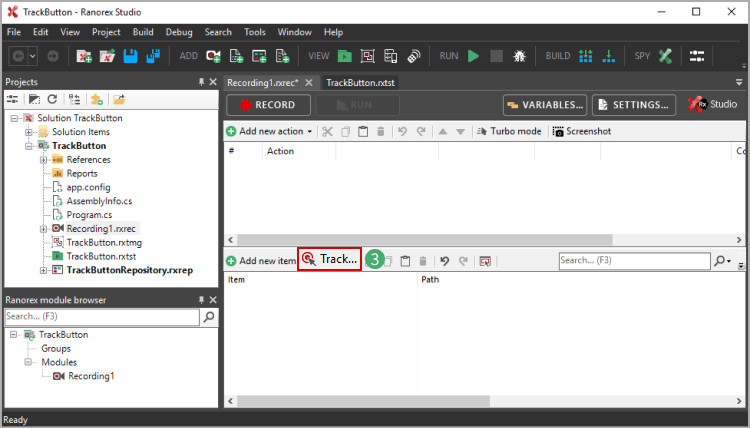 TrackButton - Ranorex Studio
File Edit View Project Build Debug Search Tools Window Help
ADD VIEW RUN BUILD SPY
Projects
Recording1.rxrec* TrackButton.rxtst
RECORD RUN VARIABLES... SETTINGS... Rx Studio
Solution TrackButton
Solution Items
TrackButton
References
Reports
app.config
AssemblyInfo.cs
Program.cs
Recording1.rxrec
TrackButton.rxtmg
TrackButton.rxtst
TrackButtonRepository.rxrep
Add new action Turbo mode Screenshot
# Action Co
Add new item Track... 3 Search... (F3)
Item Path
Ranorex module browser
Search... (F3)
TrackButton
Groups
Modules
Recording1
Ready